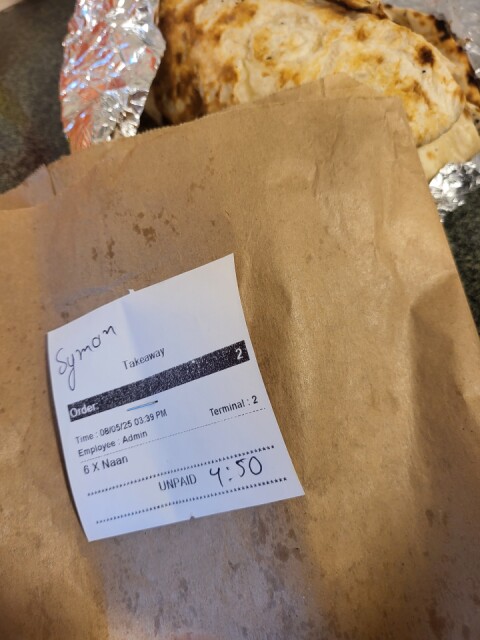 Symon
Takeaway
Order: 2
Time : 08/05/25 03:39 PM
Employee : Admin Terminal : 2
6 X Naan
UNPAID 4:50